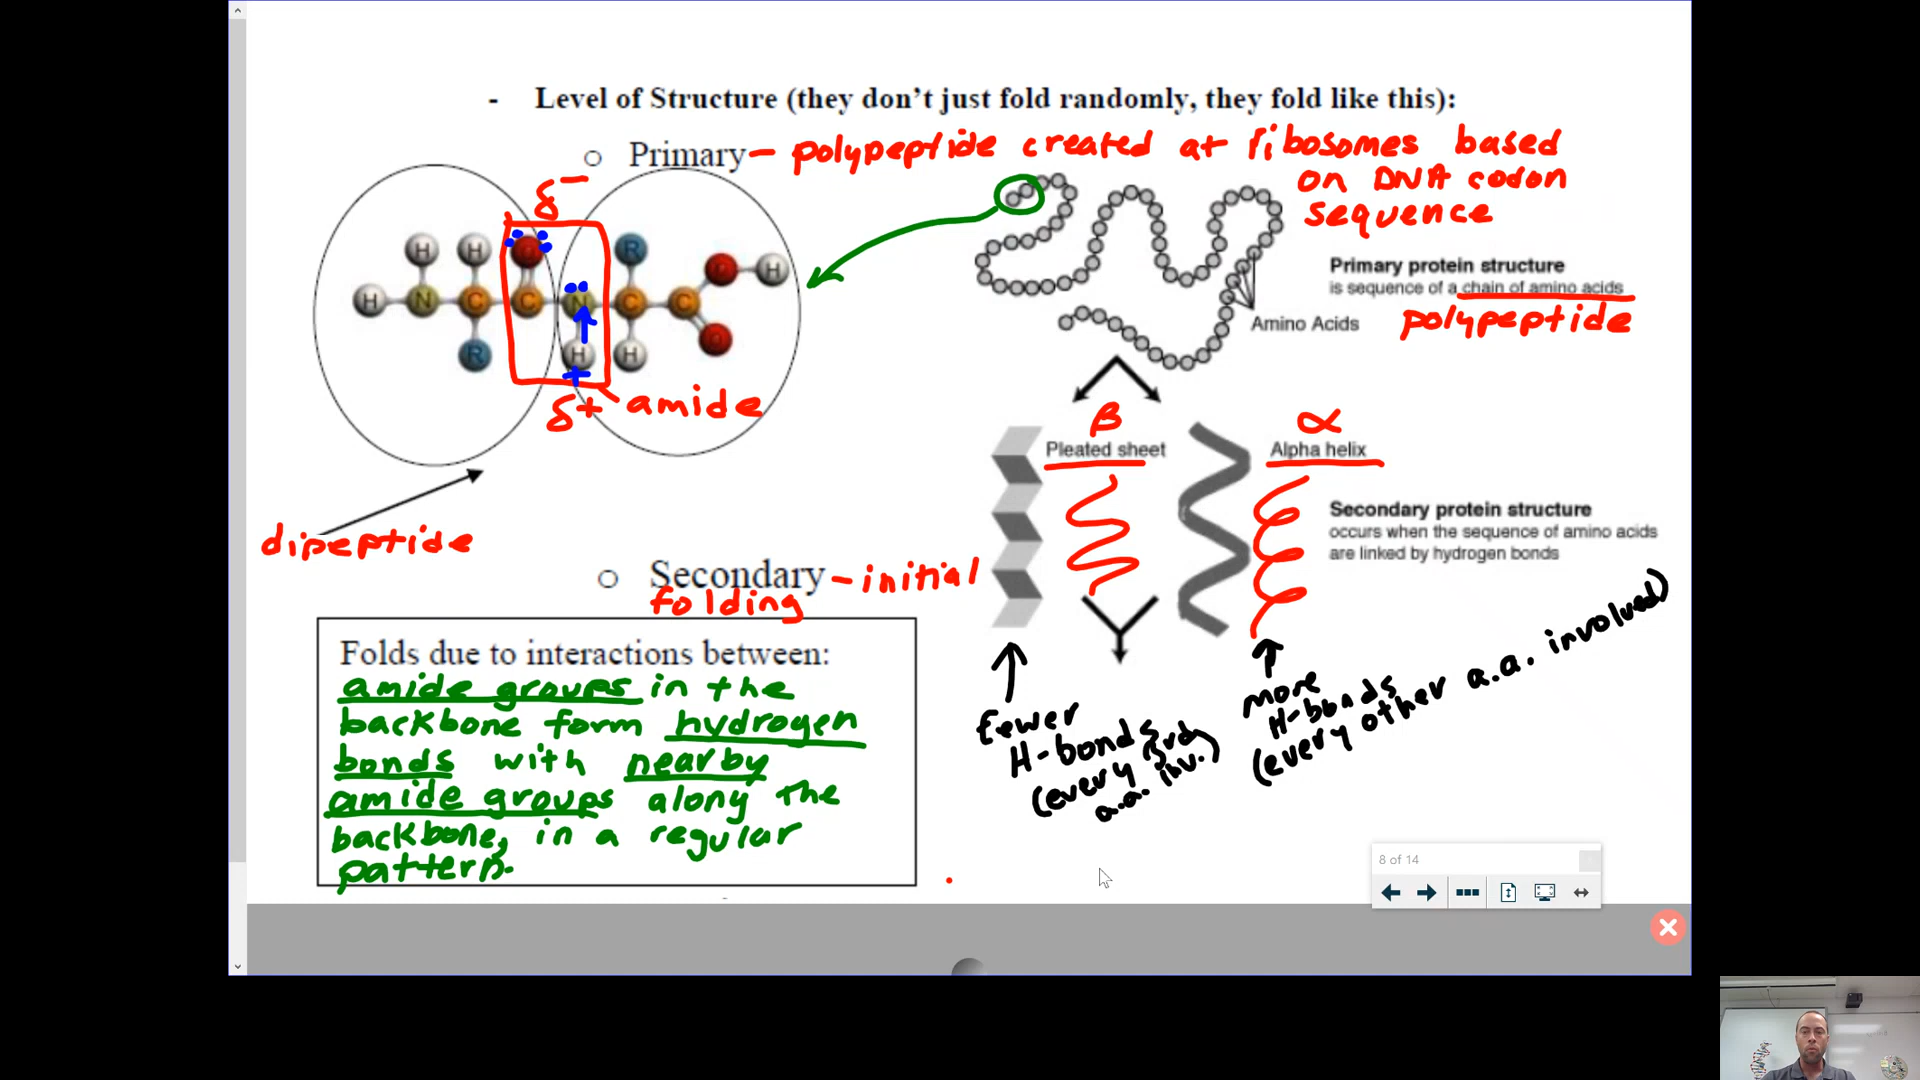 - Level of Structure (they don't just fold randomly, they fold like this):
o Primary - polypeptide created at ribosomes based
on DNA codon
sequence
δ-
H H O R O H
H N C C N C C
R H H O
+
δ+ amide
dipeptide
Primary protein structure
is sequence of a chain of amino acids
polypeptide
Amino Acids
β α
Pleated sheet Alpha helix
Secondary protein structure
occurs when the sequence of amino acids
are linked by hydrogen bonds
o Secondary - initial
folding
Folds due to interactions between:
amide groups in the
backbone form hydrogen
bonds with nearby
amide groups along the
backbone, in a regular
pattern.
fewer
H-bonds
(every 3rd
a.a. inv.)
more
H-bonds
(every other a.a. involved)
8 of 14